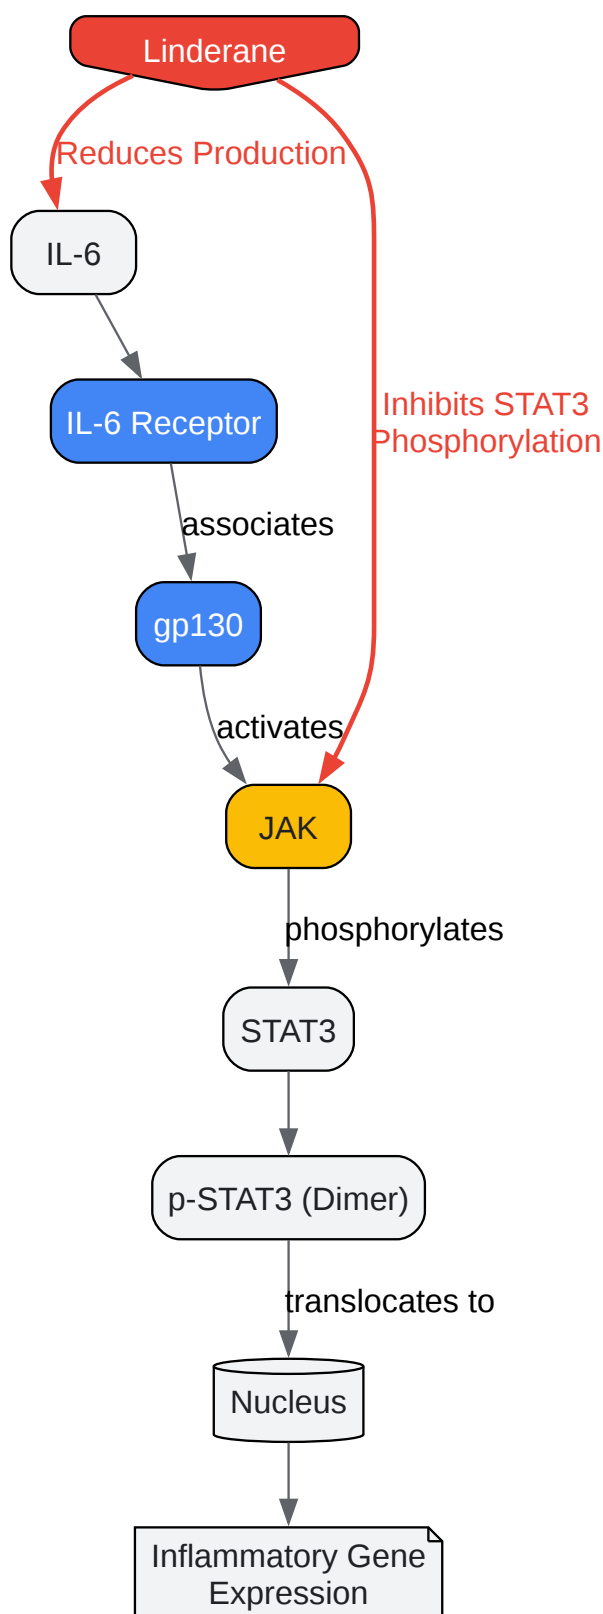 Linderane
Reduces Production
IL-6
IL-6 Receptor
Inhibits STAT3
Phosphorylation
associates
gp130
activates
JAK
phosphorylates
STAT3
p-STAT3 (Dimer)
translocates to
Nucleus
Inflammatory Gene
Expression